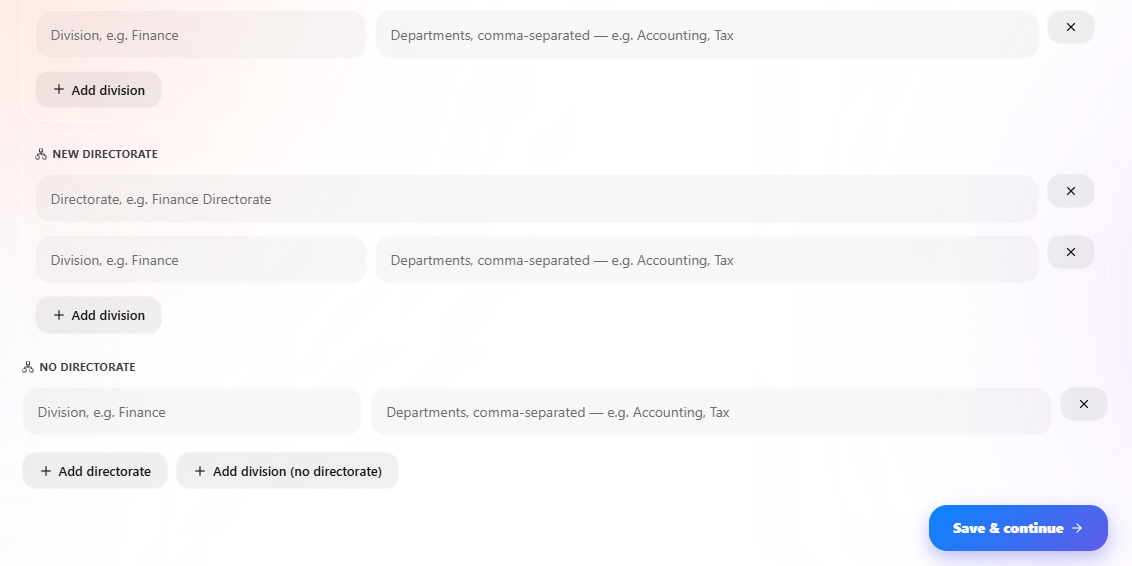 Division, e.g. Finance Departments, comma-separated — e.g. Accounting, Tax ×
+ Add division
NEW DIRECTORATE
Directorate, e.g. Finance Directorate ×
Division, e.g. Finance Departments, comma-separated — e.g. Accounting, Tax ×
+ Add division
NO DIRECTORATE
Division, e.g. Finance Departments, comma-separated — e.g. Accounting, Tax ×
+ Add directorate + Add division (no directorate)
Save & continue →